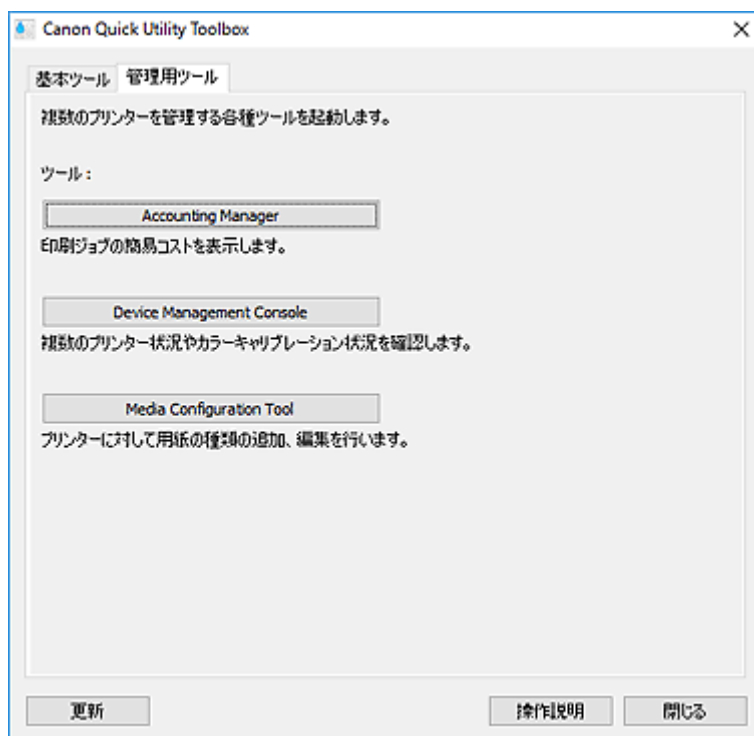 Canon Quick Utility Toolbox
基本ツール 管理用ツール
複数のプリンターを管理する各種ツールを起動します。
ツール：
Accounting Manager
印刷ジョブの簡易コストを表示します。
Device Management Console
複数のプリンター状況やカラーキャリブレーション状況を確認します。
Media Configuration Tool
プリンターに対して用紙の種類の追加、編集を行います。
更新 操作説明 閉じる